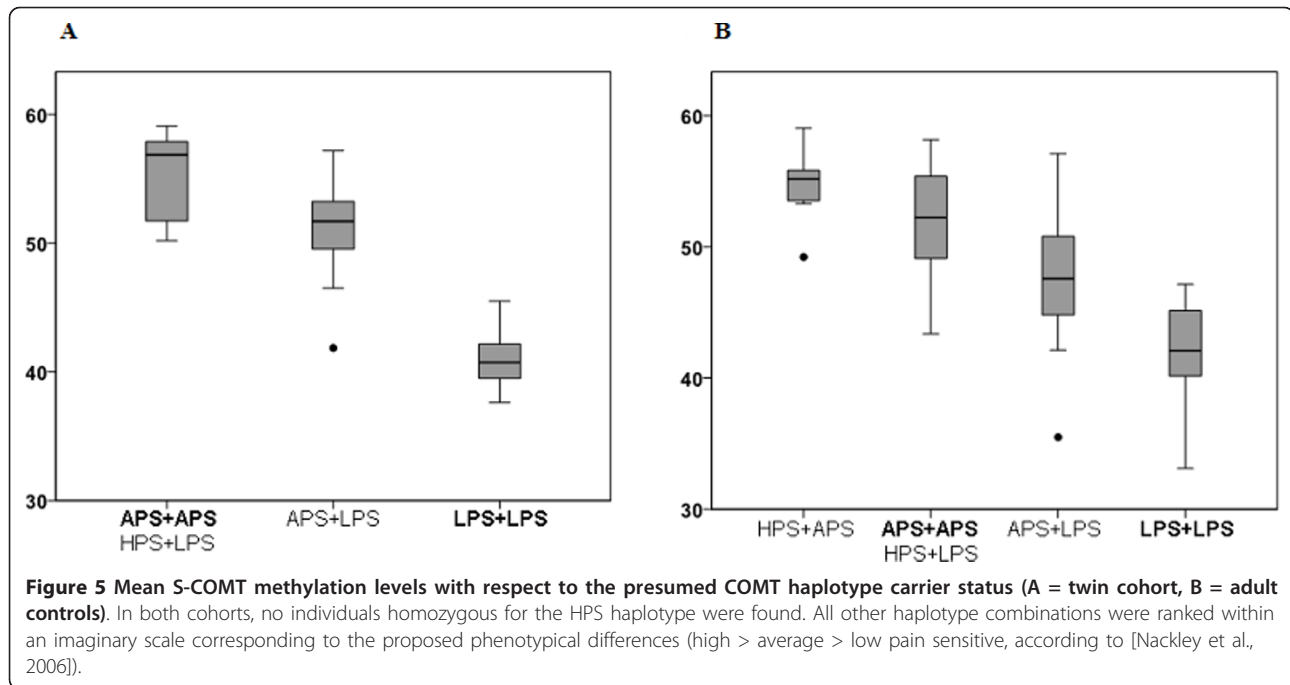 A
B
60
50
40
30
APS+APS
HPS+LPS
APS+LPS
LPS+LPS
60
50
40
30
HPS+APS
APS+APS
HPS+LPS
APS+LPS
LPS+LPS
Figure 5 Mean S-COMT methylation levels with respect to the presumed COMT haplotype carrier status (A = twin cohort, B = adult
controls). In both cohorts, no individuals homozygous for the HPS haplotype were found. All other haplotype combinations were ranked within
an imaginary scale corresponding to the proposed phenotypical differences (high > average > low pain sensitive, according to [Nackley et al.,
2006]).